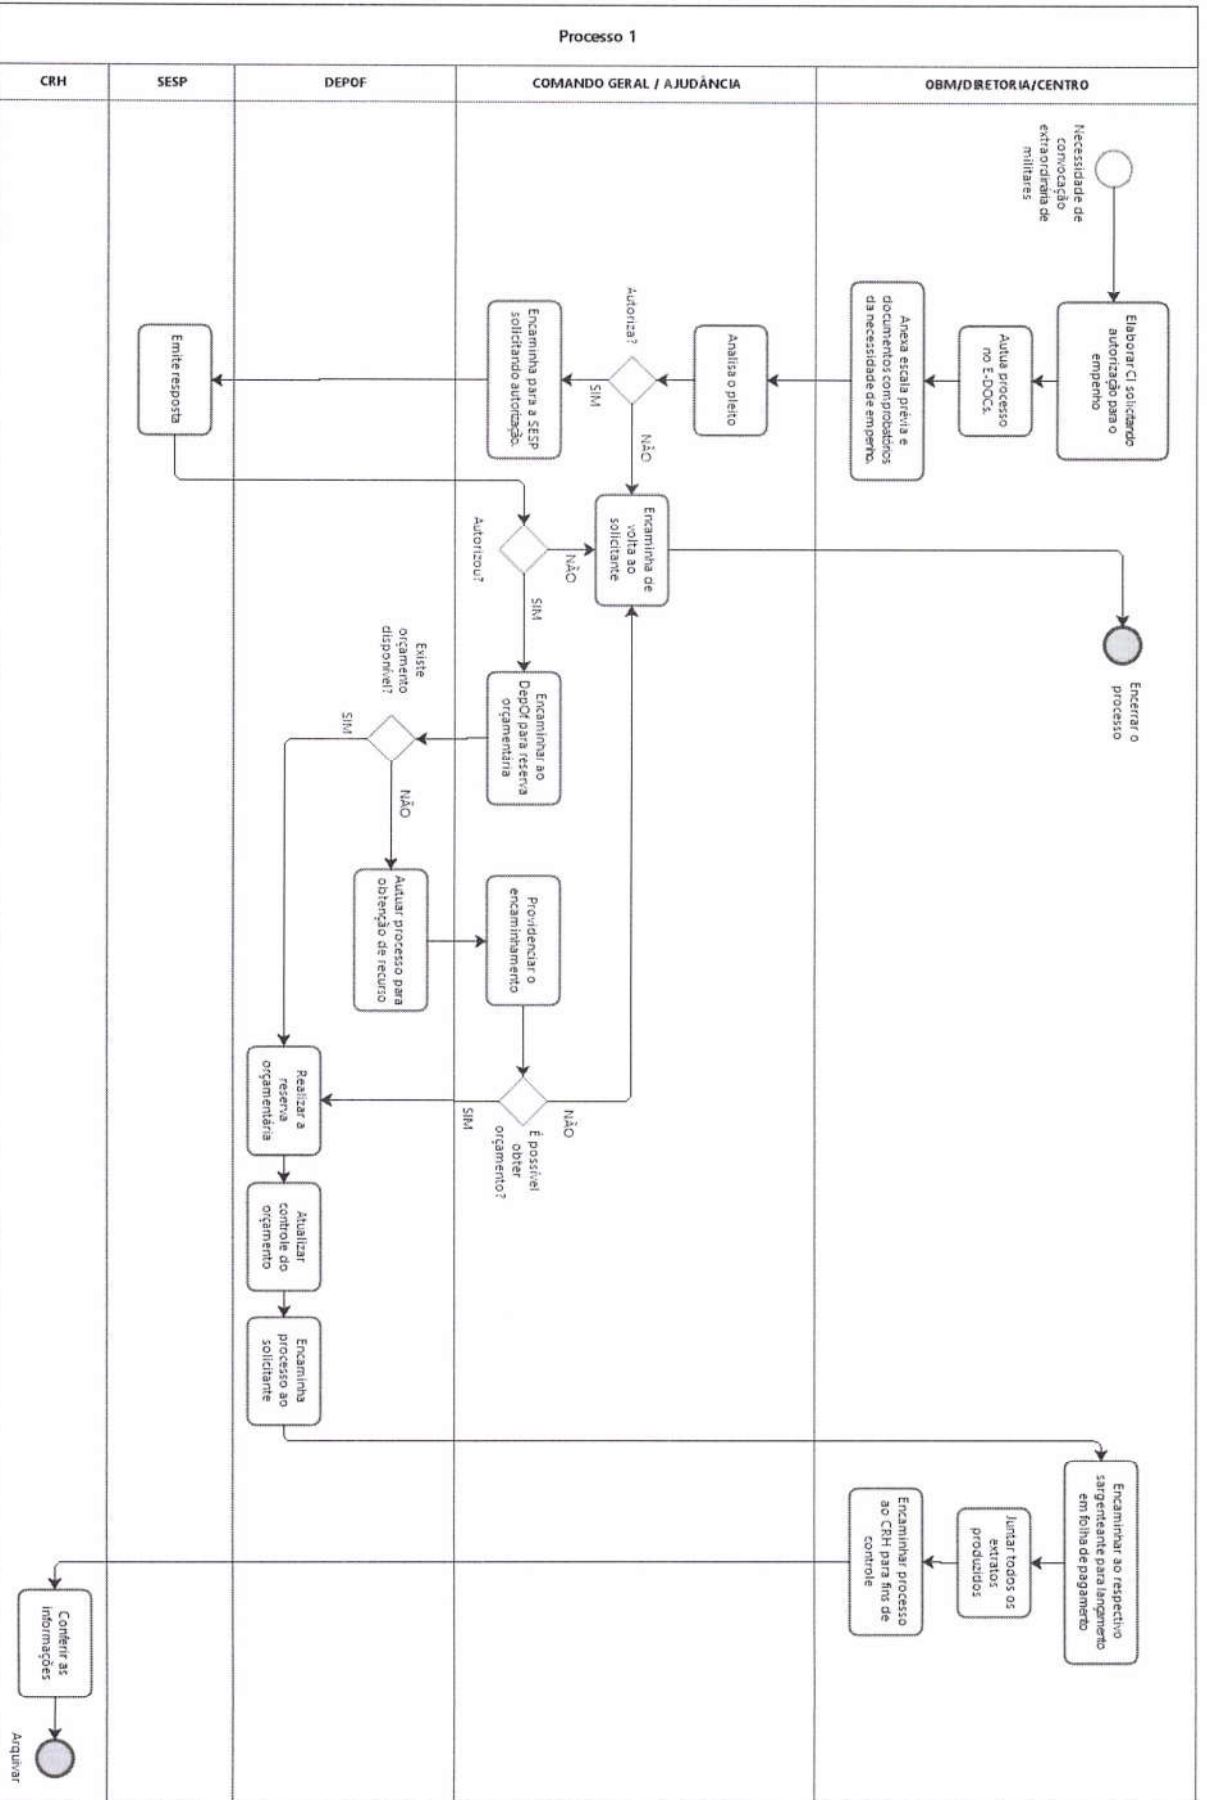 Processo 1
CRH
SESP
DEPOF
COMANDO GERAL / AJUDÂNCIA
OBM/DIRETORIA/CENTRO
Necessidade de
convocação
extraordinária de
militares
Elaborar CI solicitando
autorização para o
empenho
Autua processo
no E-DOCs.
Anexa escala prévia e
documentos comprobatórios
da necessidade de empenho.
Analisa o pleito
Autoriza?
SIM
NÃO
Encaminha para a SESP
solicitando autorização.
Emite resposta
Encaminha de
volta ao
solicitante
Autorizou?
NÃO
SIM
Encerrar o
processo
Encaminhar ao
DepOf para reserva
orçamentária
Existe
orçamento
disponível?
SIM
NÃO
Autuar processo para
obtenção de recurso
Providenciar o
encaminhamento
É possível
obter
orçamento?
NÃO
SIM
Realizar a
reserva
orçamentária
Atualizar
controle do
orçamento
Encaminha
processo ao
solicitante
Encaminhar ao respectivo
sargenteante para lançamento
em folha de pagamento
Juntar todos os
extratos
produzidos
Encaminhar processo
ao CRH para fins de
controle
Conferir as
informações
Arquivar